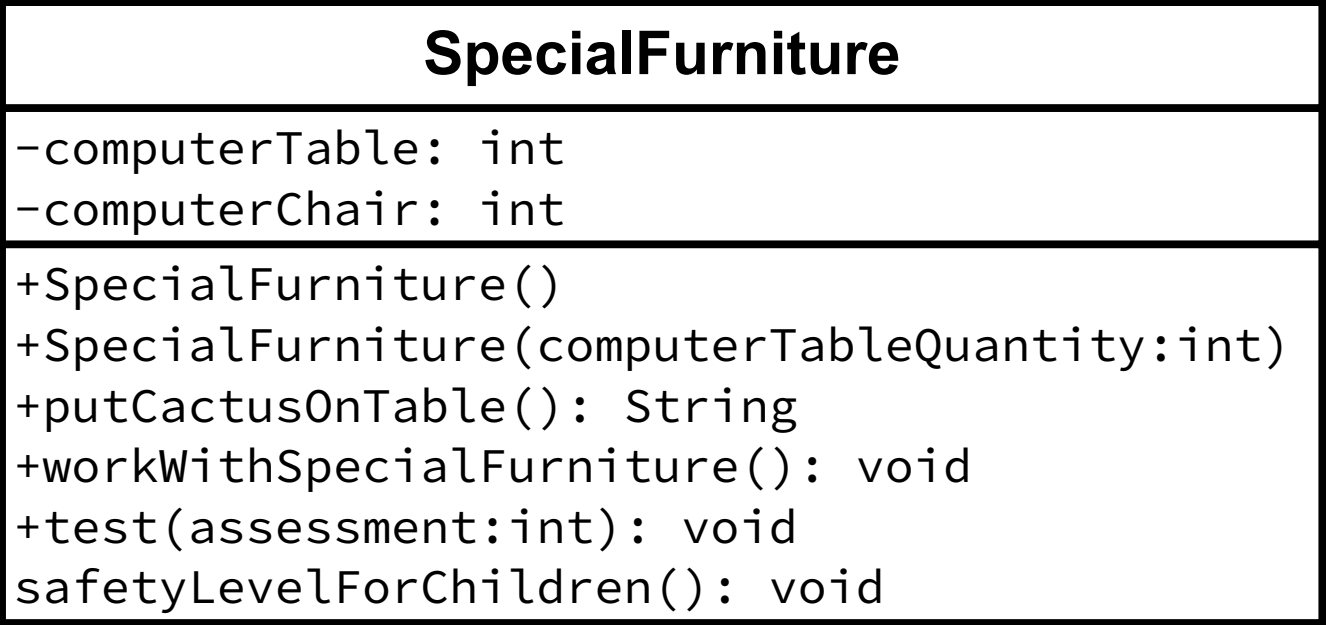 SpecialFurniture
-computerTable: int
-computerChair: int
+SpecialFurniture()
+SpecialFurniture(computerTableQuantity:int)
+putCactusOnTable(): String
+workWithSpecialFurniture(): void
+test(assessment:int): void
safetyLevelForChildren(): void